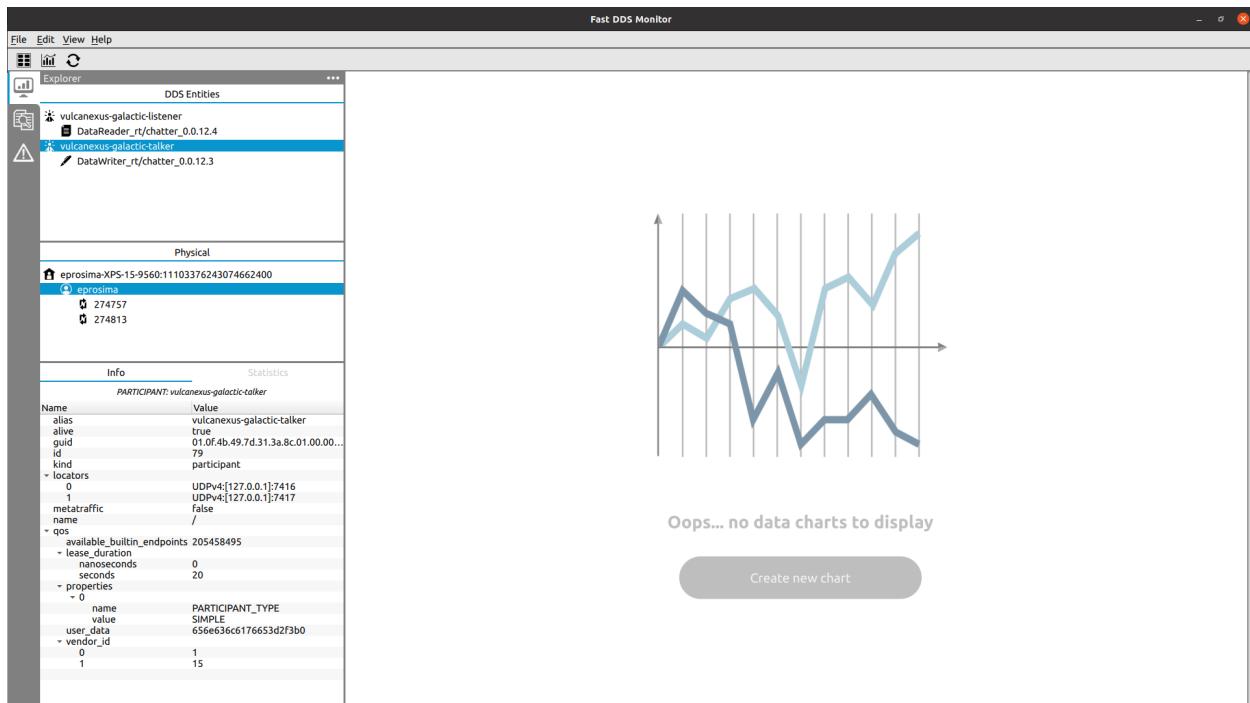 Fast DDS Monitor
File Edit View Help
Explorer
DDS Entities
vulcanexus-galactic-listener
DataReader_rt/chatter_0.0.12.4
vulcanexus-galactic-talker
DataWriter_rt/chatter_0.0.12.3
Physical
eprosima-XPS-15-9560:11103376243074662400
eprosima
274757
274813
Info Statistics
PARTICIPANT: vulcanexus-galactic-talker
Name Value
alias vulcanexus-galactic-talker
alive true
guid 01.0f.4b.49.7d.31.3a.8c.01.00.00...
id 79
kind participant
locators
0 UDPv4:[127.0.0.1]:7416
1 UDPv4:[127.0.0.1]:7417
metatraffic false
name /
qos
available_builtin_endpoints 205458495
lease_duration
nanoseconds 0
seconds 20
properties
0
name PARTICIPANT_TYPE
value SIMPLE
user_data 656e636c6176653d2f3b0
vendor_id
0 1
1 15
Oops... no data charts to display
Create new chart